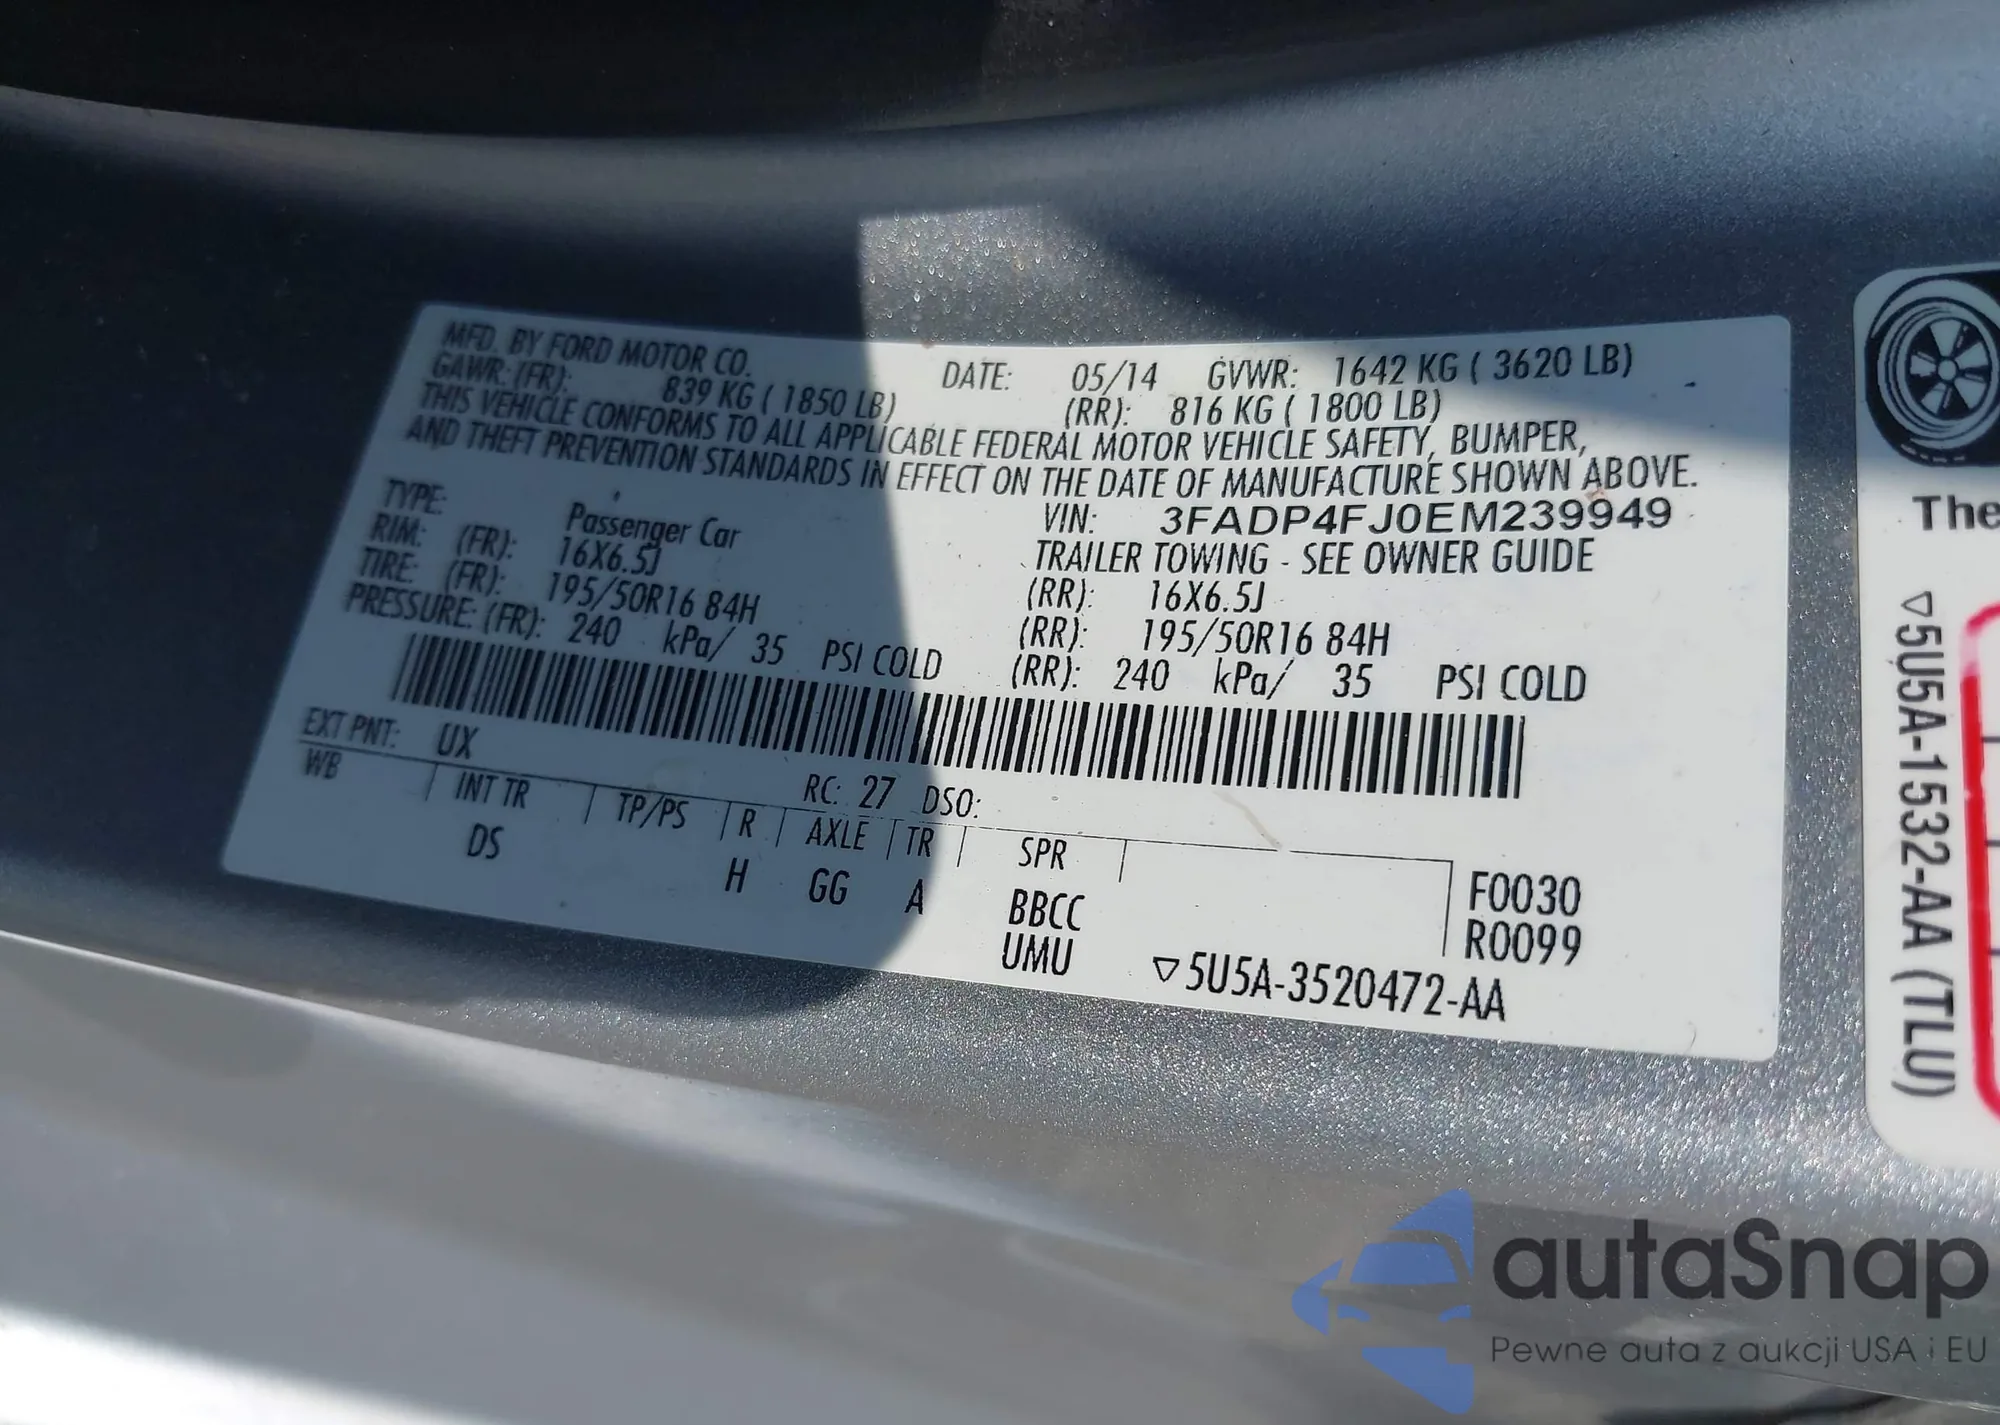 MFD. BY FORD MOTOR CO. DATE: 05/14 GVWR: 1642 KG ( 3620 LB)
GAWR: (FR): 839 KG ( 1850 LB) (RR): 816 KG ( 1800 LB)
THIS VEHICLE CONFORMS TO ALL APPLICABLE FEDERAL MOTOR VEHICLE SAFETY, BUMPER,
AND THEFT PREVENTION STANDARDS IN EFFECT ON THE DATE OF MANUFACTURE SHOWN ABOVE.
VIN: 3FADP4FJ0EM239949
TYPE: Passenger Car TRAILER TOWING - SEE OWNER GUIDE
RIM: (FR): 16X6.5J (RR): 16X6.5J
TIRE: (FR): 195/50R16 84H (RR): 195/50R16 84H
PRESSURE: (FR): 240 kPa/ 35 PSI COLD (RR): 240 kPa/ 35 PSI COLD
EXT PNT: UX RC: 27 DSO:
WB INT TR TP/PS R AXLE TR SPR
DS H GG A BBCC
UMU
F0030
R0099
▽5U5A-3520472-AA
The
▽5U5A-1532-AA (TLU)
autaSnap
Pewne auta z aukcji USA i EU